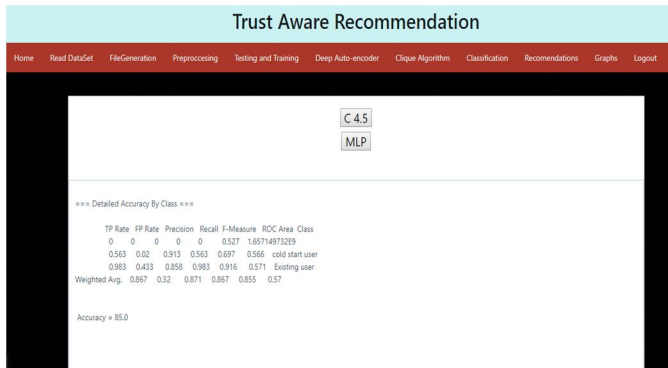 Trust Aware Recommendation
Home Read DataSet FileGeneration Preproccesing Testing and Training Deep Auto-encoder Clique Algorithm Classification Recomendations Graphs Logout
C 4.5
MLP
=== Detailed Accuracy By Class ===
TP Rate FP Rate Precision Recall F-Measure ROC Area Class
0 0 0 0 0 0.527 1.657149732E9
0.563 0.02 0.913 0.563 0.697 0.566 cold start user
0.983 0.433 0.858 0.983 0.916 0.571 Existing user
Weighted Avg. 0.867 0.32 0.871 0.867 0.855 0.57
Accuracy = 85.0